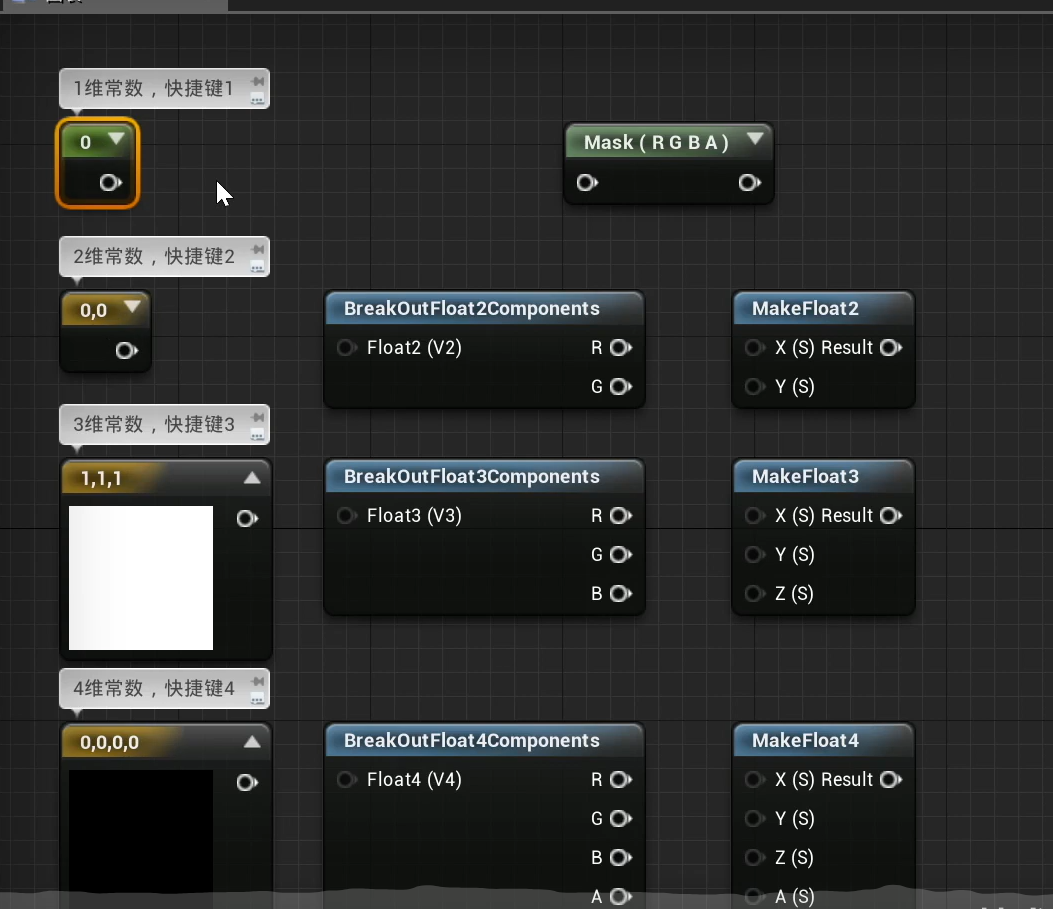 1维常数，快捷键1
0
Mask ( R G B A )
2维常数，快捷键2
0,0
BreakOutFloat2Components
Float2 (V2)
R
G
MakeFloat2
X (S) Result
Y (S)
3维常数，快捷键3
1,1,1
BreakOutFloat3Components
Float3 (V3)
R
G
B
MakeFloat3
X (S) Result
Y (S)
Z (S)
4维常数，快捷键4
0,0,0,0
BreakOutFloat4Components
Float4 (V4)
R
G
B
A
MakeFloat4
X (S) Result
Y (S)
Z (S)
A (S)